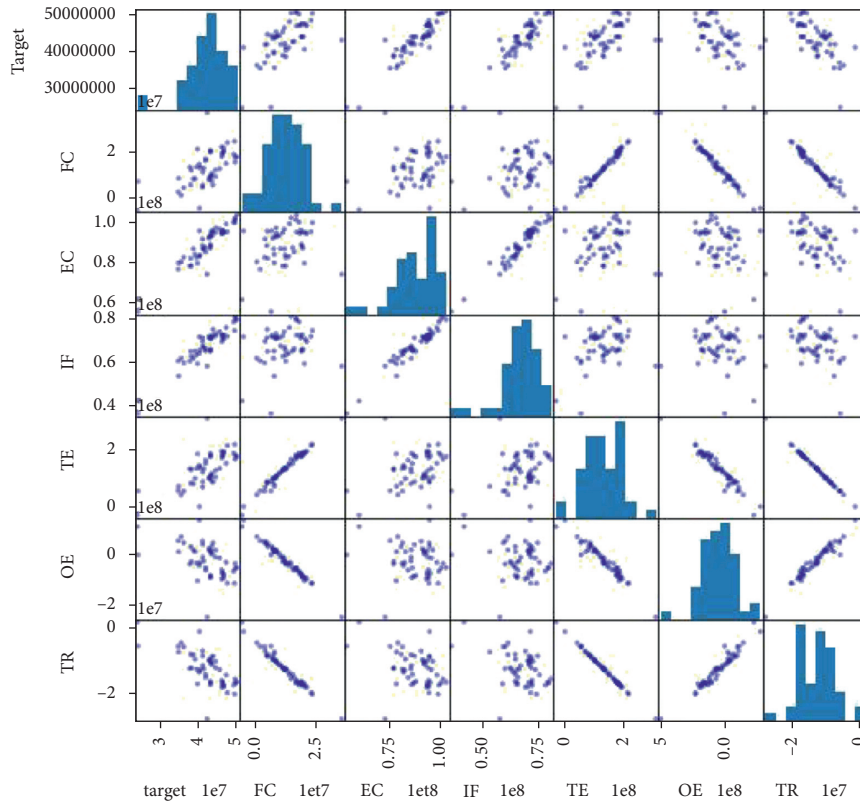 Target
50000000
40000000
30000000
1e7
FC
2
0
1e8
EC
1.0
0.8
0.6
1e8
IF
0.8
0.6
0.4
1e8
TE
2
0
1e8
OE
0
−2
1e7
TR
0
−2
3 4 5 0.0 2.5 0.75 1.00 0.50 0.75 0 2 5 0.0 −2 0
target 1e7 FC 1et7 EC 1et8 IF 1e8 TE 1e8 OE 1e8 TR 1e7